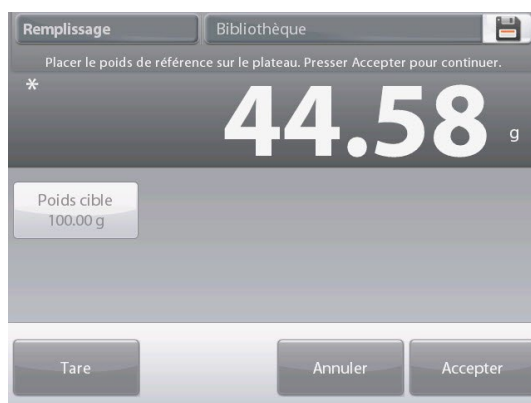 Remplissage
Bibliothèque
Placer le poids de référence sur le plateau. Presser Accepter pour continuer.
*
44.58 g
Poids cible
100.00 g
Tare
Annuler
Accepter